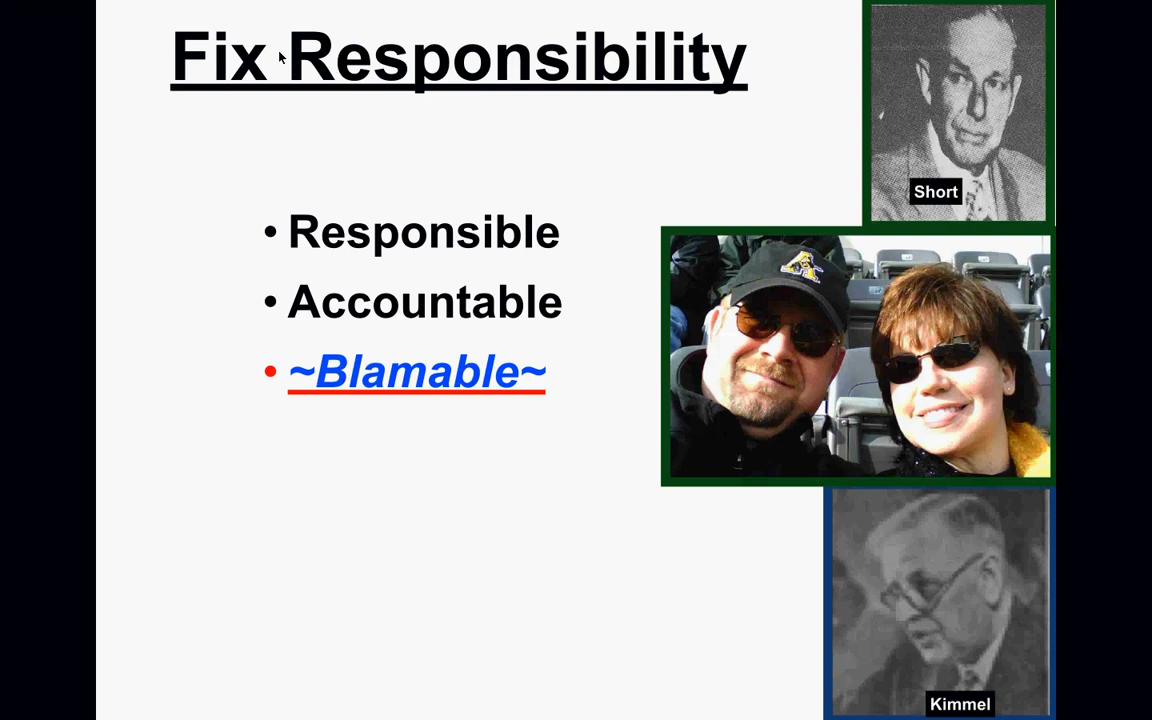 Fix Responsibility
Short
• Responsible
• Accountable
• ~Blamable~
A
Kimmel